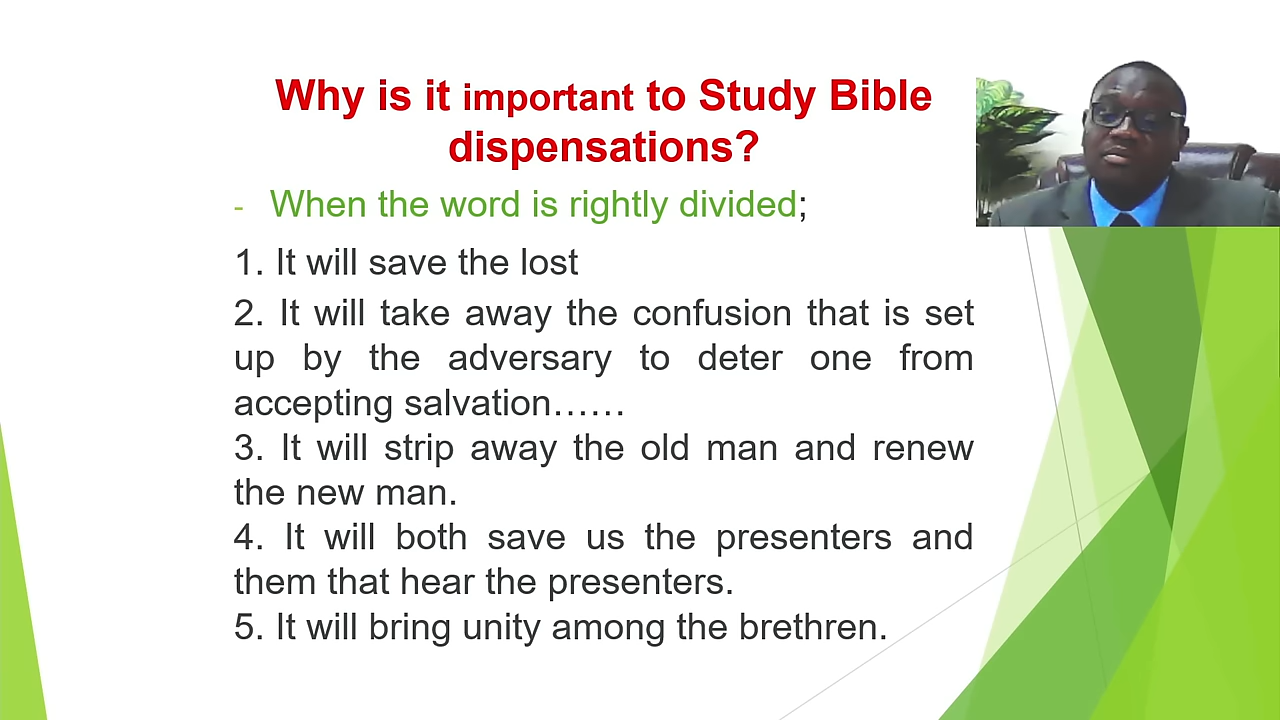 Why is it important to Study Bible
dispensations?
- When the word is rightly divided;
1. It will save the lost
2. It will take away the confusion that is set
up by the adversary to deter one from
accepting salvation……
3. It will strip away the old man and renew
the new man.
4. It will both save us the presenters and
them that hear the presenters.
5. It will bring unity among the brethren.